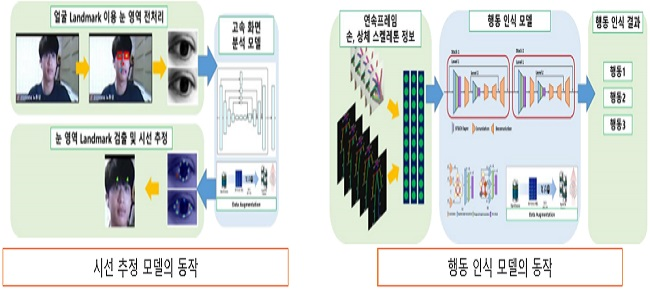 얼굴 Landmark 이용 눈 영역 전처리
고속 화면
분석 모델
눈 영역 Landmark 검출 및 시선 추정
Data Augmentation
시선 추정 모델의 동작
연속프레임
손, 상체 스켈레톤 정보
행동 인식 모델
Data Augmentation
행동 인식 결과
행동1
행동2
행동3
행동 인식 모델의 동작